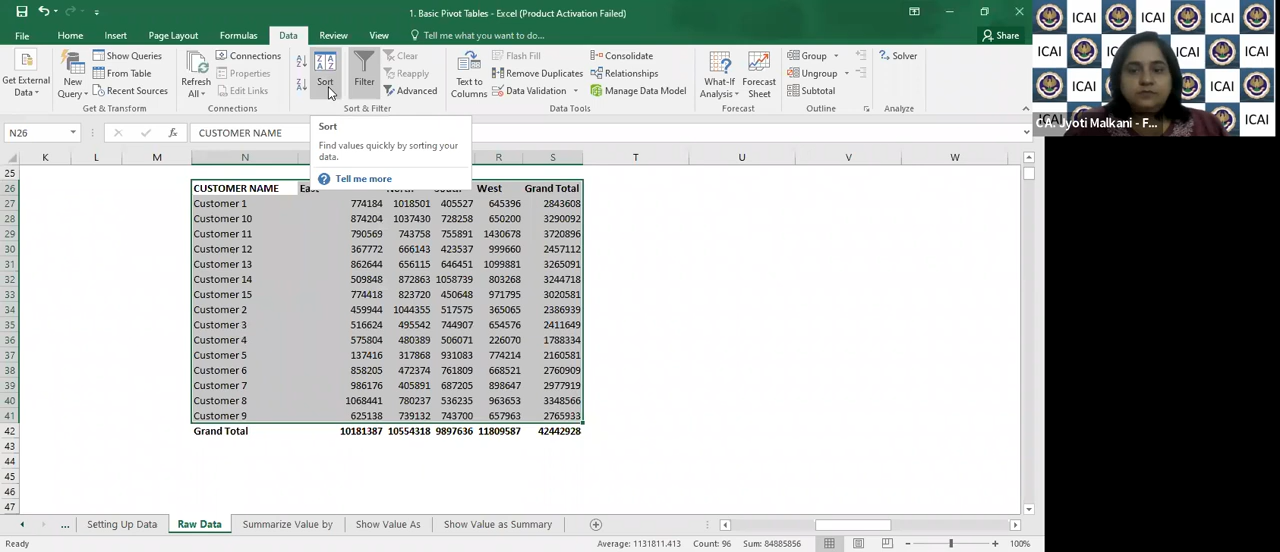 1. Basic Pivot Tables - Excel (Product Activation Failed)
File Home Insert Page Layout Formulas Data Review View Tell me what you want to do... Share
Get External Data
New Query
Show Queries
From Table
Recent Sources
Get & Transform
Refresh All
Connections
Properties
Edit Links
Connections
Sort
Filter
Clear
Reapply
Advanced
Sort & Filter
Text to Columns
Flash Fill
Remove Duplicates
Data Validation
Consolidate
Relationships
Manage Data Model
Data Tools
What-If Analysis
Forecast Sheet
Forecast
Group
Ungroup
Subtotal
Outline
Solver
Analyze
N26 fx CUSTOMER NAME
Sort
Find values quickly by sorting your
data.
Tell me more
K L M N R S T U V W
25
26 CUSTOMER NAME East West Grand Total
27 Customer 1 774184 1018501 405527 645396 2843608
28 Customer 10 874204 1037430 728258 650200 3290092
29 Customer 11 790569 743758 755891 1430678 3720896
30 Customer 12 367772 666143 423537 999660 2457112
31 Customer 13 862644 656115 646451 1099881 3265091
32 Customer 14 509848 872863 1058739 803268 3244718
33 Customer 15 774418 823720 450648 971795 3020581
34 Customer 2 459944 1044355 517575 365065 2386939
35 Customer 3 516624 495542 744907 654576 2411649
36 Customer 4 575804 480389 506071 226070 1788334
37 Customer 5 137416 317868 931083 774214 2160581
38 Customer 6 858205 472374 761809 668521 2760909
39 Customer 7 986176 405891 687205 898647 2977919
40 Customer 8 1068441 780237 536235 963653 3348566
41 Customer 9 625138 739132 743700 657963 2765933
42 Grand Total 10181387 10554318 9897636 11809587 42442928
43
44
45
46
47
... Setting Up Data Raw Data Summarize Value by Show Value As Show Value as Summary
Ready Average: 1131811.413 Count: 96 Sum: 84885856 100%
ICAI ICAI
ICAI ICAI
ICAI ICAI
ICAI
CA. Jyoti Malkani - F...